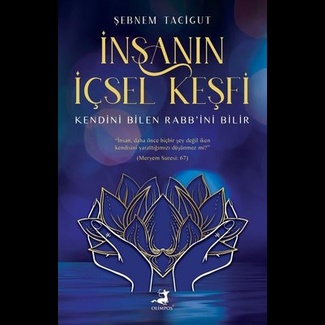 ŞEBNEM TACİGUT
İNSANIN
İÇSEL KEŞFİ
KENDİNİ BİLEN RABB'İNİ BİLİR
"İnsan, daha önce hiçbir şey değil iken
kendisini yarattığımızı düşünmez mi?"
(Meryem Suresi: 67)
OLİMPOS